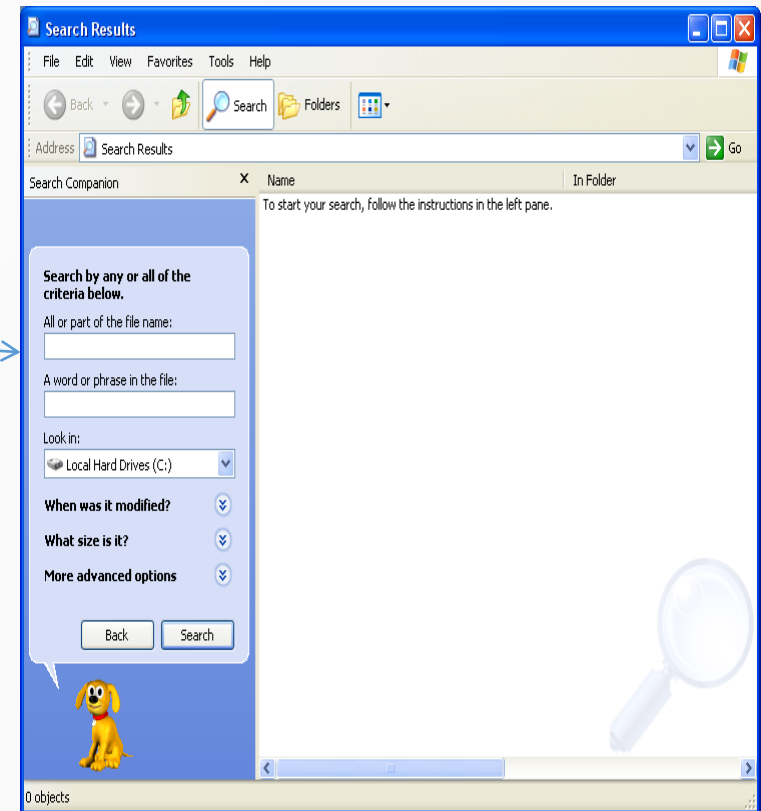 Search Results
File Edit View Favorites Tools Help
Back Search Folders
Address Search Results Go
Search Companion x Name In Folder
To start your search, follow the instructions in the left pane.
Search by any or all of the
criteria below.
All or part of the file name:
A word or phrase in the file:
Look in:
Local Hard Drives (C:)
When was it modified?
What size is it?
More advanced options
Back Search
0 objects